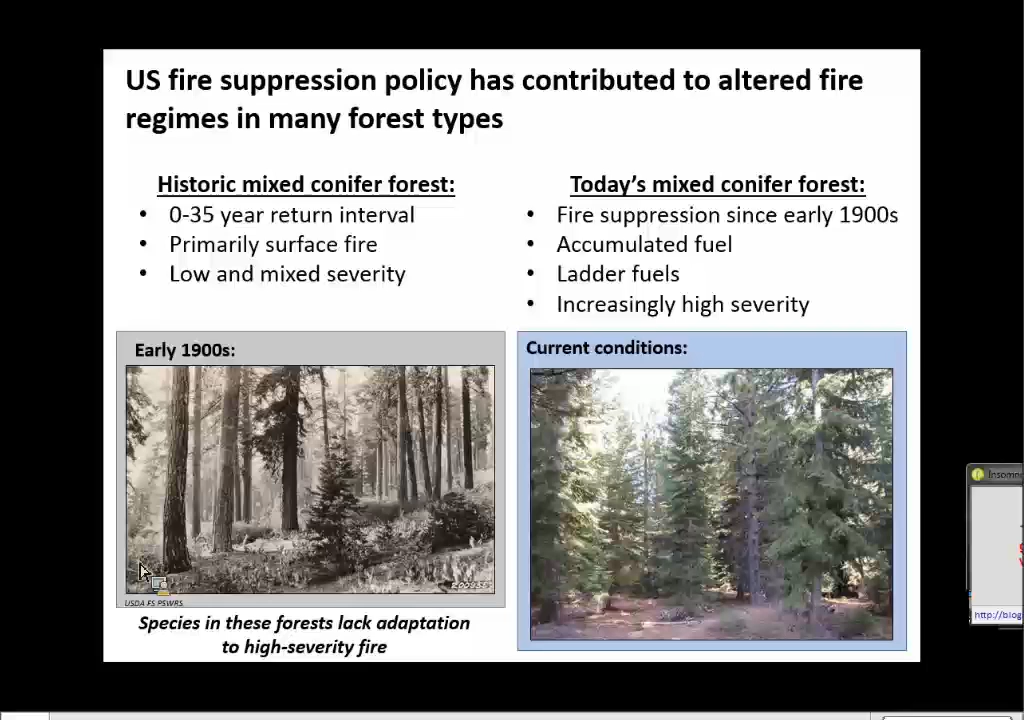 US fire suppression policy has contributed to altered fire
regimes in many forest types
Historic mixed conifer forest:
• 0-35 year return interval
• Primarily surface fire
• Low and mixed severity
Today's mixed conifer forest:
• Fire suppression since early 1900s
• Accumulated fuel
• Ladder fuels
• Increasingly high severity
Early 1900s:
USDA FS PSWRS
Species in these forests lack adaptation
to high-severity fire
Current conditions:
http://blog